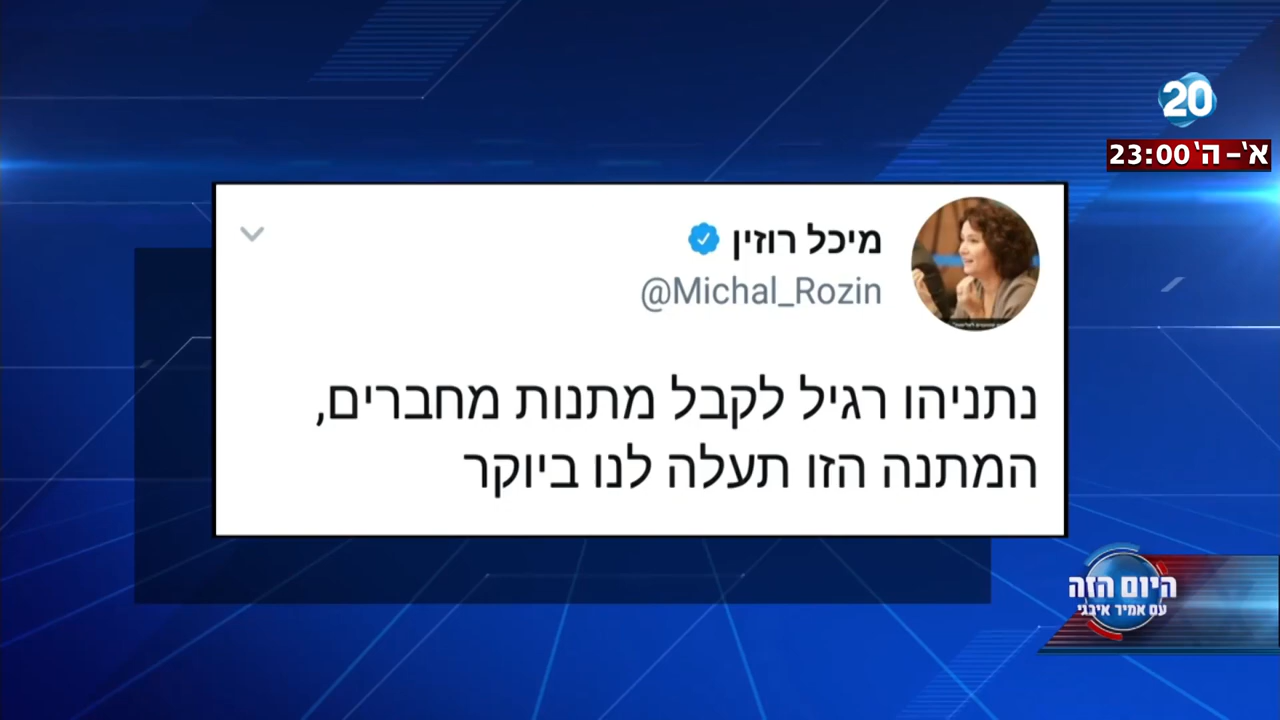 20
א'-ה' 23:00
מיכל רוזין
@Michal_Rozin
נתניהו רגיל לקבל מתנות מחברים,
המתנה הזו תעלה לנו ביוקר
היום הזה
עם אמיר איבגי